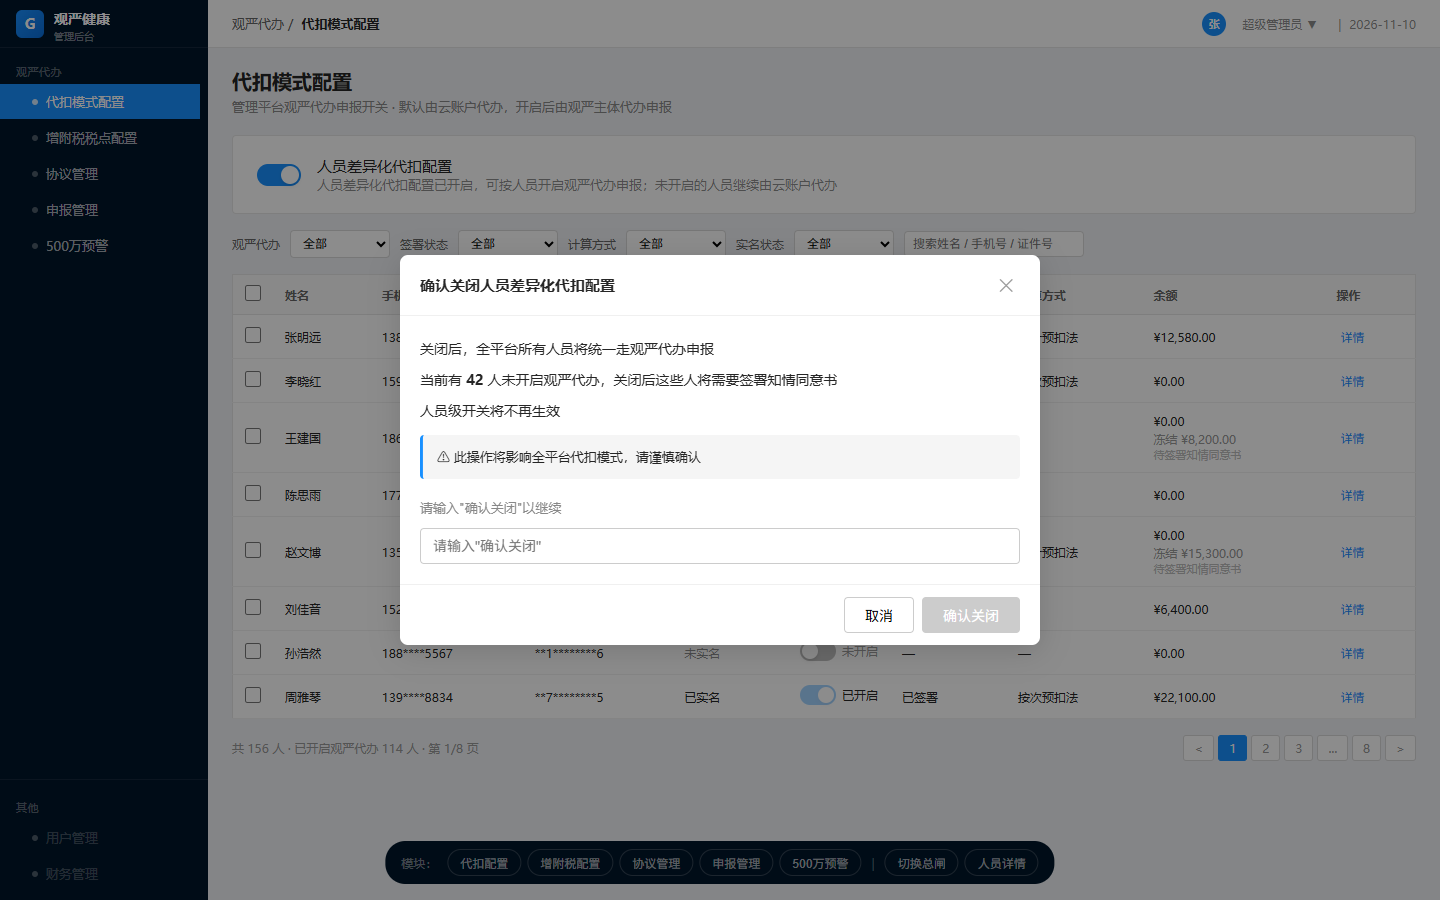 G 观严健康
管理后台
观严代办
代扣模式配置
增附税税点配置
协议管理
申报管理
500万预警
其他
用户管理
财务管理
观严代办 / 代扣模式配置
张 超级管理员 ▼ | 2026-11-10
代扣模式配置
管理平台观严代办申报开关 · 默认由云账户代办，开启后由观严主体代办申报
人员差异化代扣配置
人员差异化代扣配置已开启，可按人员开启观严代办申报；未开启的人员继续由云账户代办
观严代办 全部 签署状态 全部 计算方式 全部 实名状态 全部 搜索姓名 / 手机号 / 证件号
姓名 方式 余额 操作
张明远 138 预扣法 ¥12,580.00 详情
李晓红 159 预扣法 ¥0.00 详情
王建国 186 ¥0.00 详情
冻结 ¥8,200.00
待签署知情同意书
陈思雨 177 ¥0.00 详情
赵文博 135 预扣法 ¥0.00 详情
冻结 ¥15,300.00
待签署知情同意书
刘佳音 152 ¥6,400.00 详情
孙浩然 188****5567 **1********6 未实名 未开启 — — ¥0.00 详情
周雅琴 139****8834 **7********5 已实名 已开启 已签署 按次预扣法 ¥22,100.00 详情
共 156 人 · 已开启观严代办 114 人 · 第 1/8 页
< 1 2 3 ... 8 >
确认关闭人员差异化代扣配置
关闭后，全平台所有人员将统一走观严代办申报
当前有 42 人未开启观严代办，关闭后这些人将需要签署知情同意书
人员级开关将不再生效
⚠ 此操作将影响全平台代扣模式，请谨慎确认
请输入"确认关闭"以继续
请输入"确认关闭"
取消 确认关闭
模块： 代扣配置 增附税配置 协议管理 申报管理 500万预警 | 切换总闸 人员详情